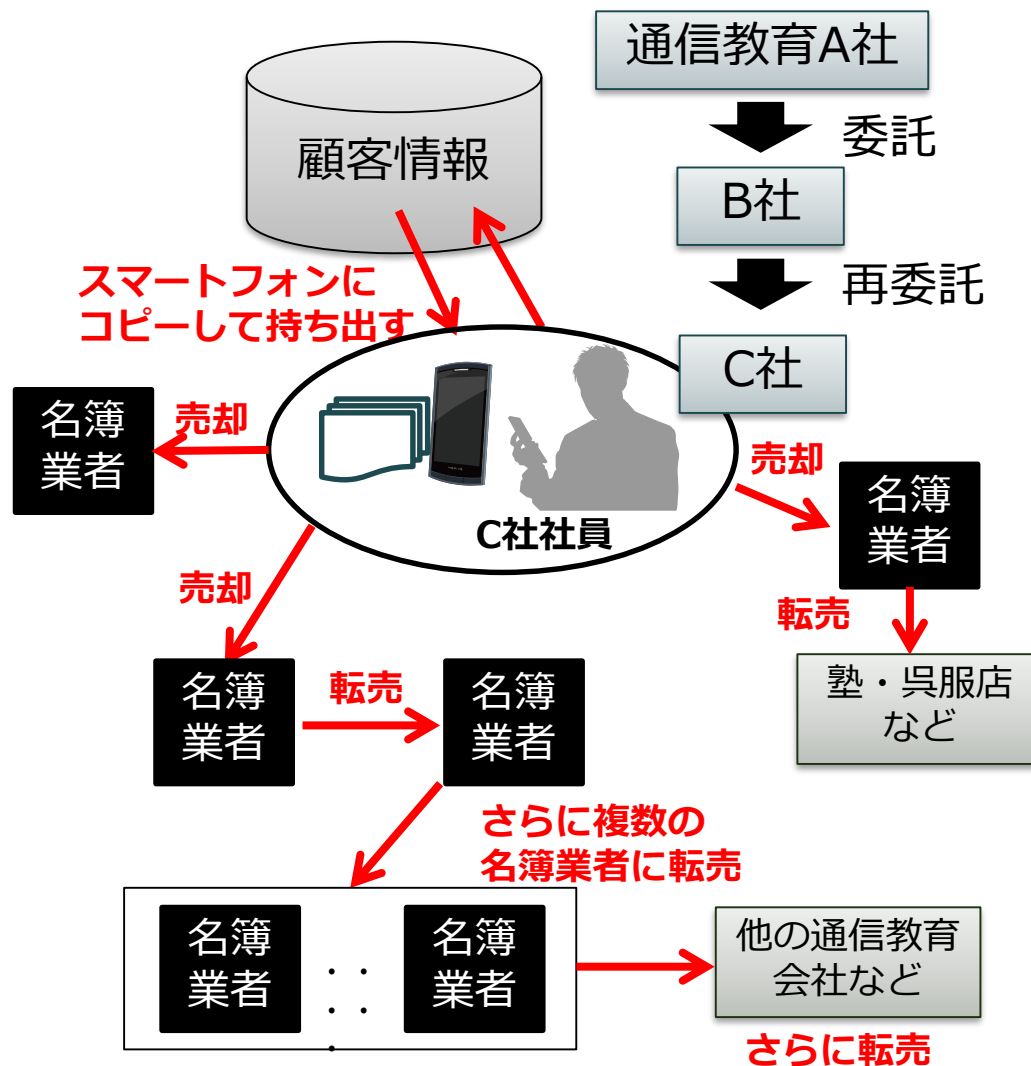 通信教育A社
委託
顧客情報
B社
再委託
スマートフォンに
コピーして持ち出す
C社
名簿
業者
売却
売却
名簿
業者
C社社員
売却
転売
名簿
業者
転売
名簿
業者
塾・呉服店
など
さらに複数の
名簿業者に転売
名簿
業者
・・
・・
・
名簿
業者
他の通信教育
会社など
さらに転売